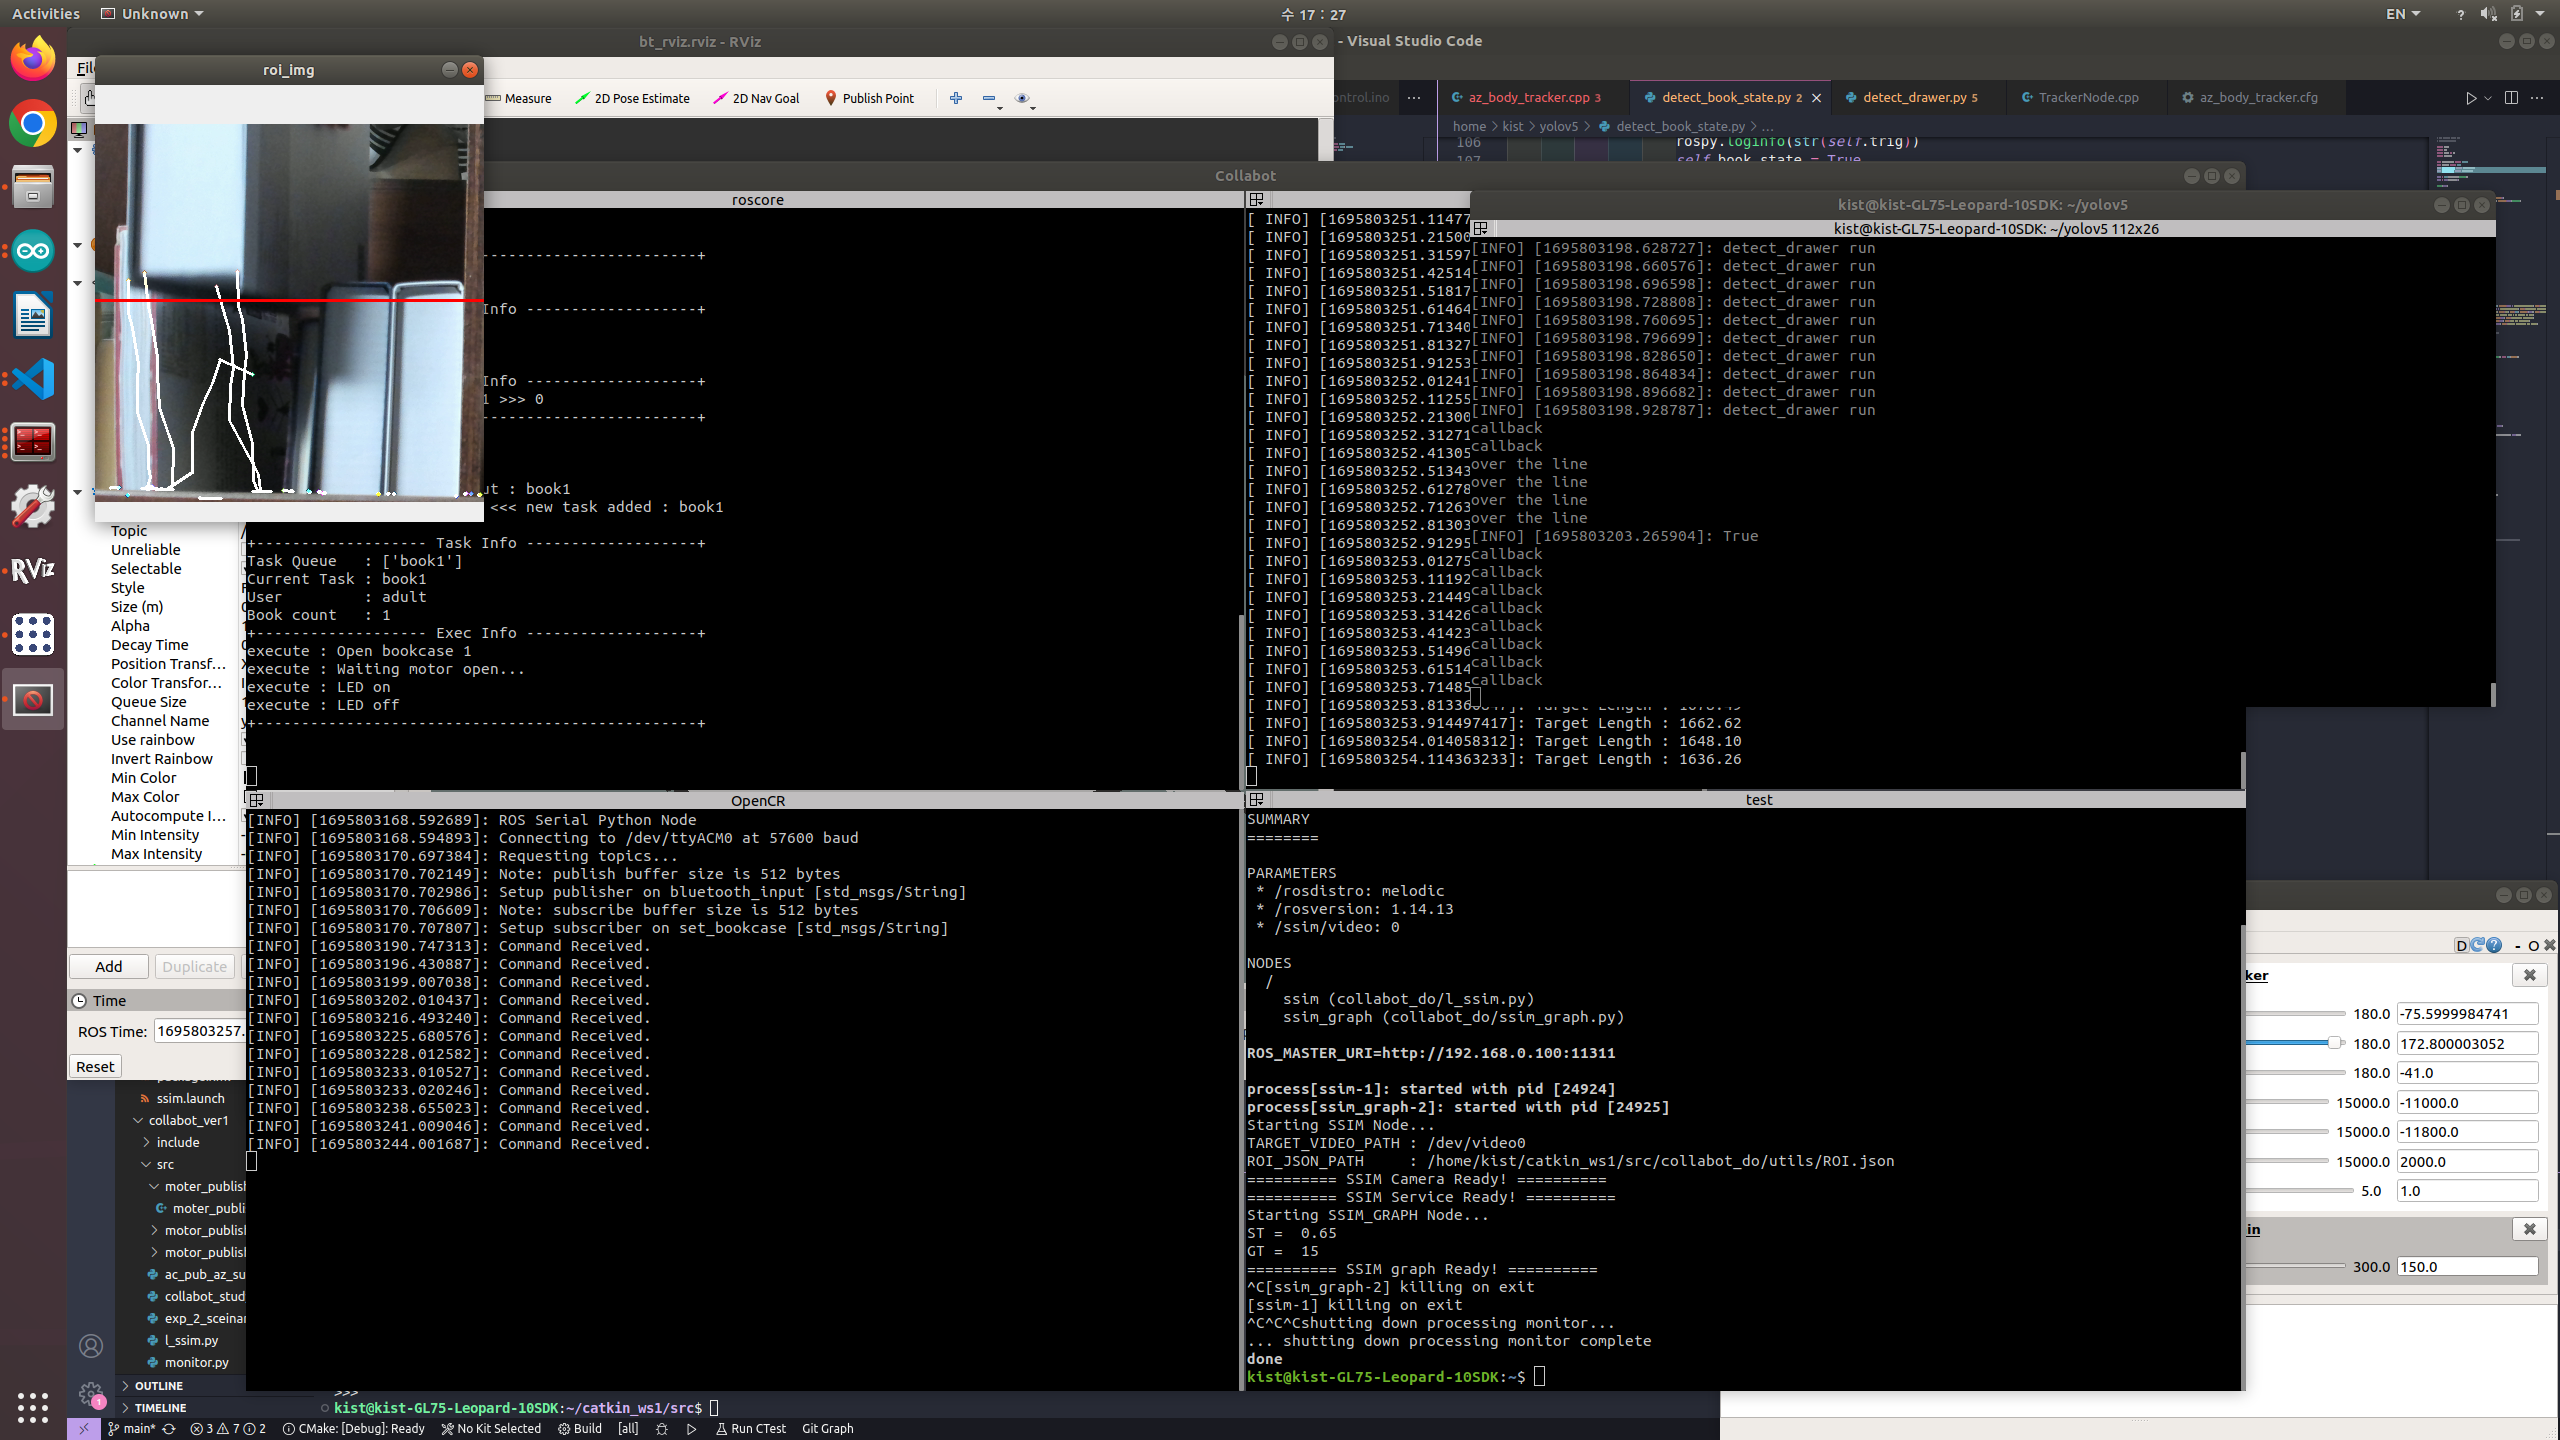 Activities
Unknown
수 17 : 27
EN
bt_rviz.rviz - RViz
- Visual Studio Code
roi_img
Measure
2D Pose Estimate
2D Nav Goal
Publish Point
ontrol.ino
az_body_tracker.cpp 3
detect_book_state.py 2
detect_drawer.py 5
TrackerNode.cpp
az_body_tracker.cfg
home > kist > yolov5 > detect_book_state.py > ...
106 rospy.loginfo(str(self.trig))
107 self.book_state = True
Collabot
roscore
Info -------------------+
Info -------------------+
1 >>> 0
ut : book1
<<< new task added : book1
+------------------- Task Info -------------------+
Task Queue   : ['book1']
Current Task : book1
User         : adult
Book count   : 1
+------------------- Exec Info -------------------+
execute : Open bookcase 1
execute : Waiting motor open...
execute : LED on
execute : LED off
+-------------------------------------------------+
[ INFO] [1695803251.11477
[ INFO] [1695803251.21500
[ INFO] [1695803251.31597
[ INFO] [1695803251.42514
[ INFO] [1695803251.51817
[ INFO] [1695803251.61464
[ INFO] [1695803251.71340
[ INFO] [1695803251.81327
[ INFO] [1695803251.91253
[ INFO] [1695803252.01241
[ INFO] [1695803252.11255
[ INFO] [1695803252.21300
[ INFO] [1695803252.31271
[ INFO] [1695803252.41305
[ INFO] [1695803252.51343
[ INFO] [1695803252.61278
[ INFO] [1695803252.71263
[ INFO] [1695803252.81303
[ INFO] [1695803252.91295
[ INFO] [1695803253.01275
[ INFO] [1695803253.11192
[ INFO] [1695803253.21449
[ INFO] [1695803253.31426
[ INFO] [1695803253.41423
[ INFO] [1695803253.51496
[ INFO] [1695803253.61514
[ INFO] [1695803253.71485
[ INFO] [1695803254.014058312]: Target Length : 1648.10
[ INFO] [1695803253.914497417]: Target Length : 1662.62
[ INFO] [1695803254.114363233]: Target Length : 1636.26
kist@kist-GL75-Leopard-10SDK: ~/yolov5
kist@kist-GL75-Leopard-10SDK: ~/yolov5 112x26
[INFO] [1695803198.628727]: detect_drawer run
[INFO] [1695803198.660576]: detect_drawer run
[INFO] [1695803198.696598]: detect_drawer run
[INFO] [1695803198.728808]: detect_drawer run
[INFO] [1695803198.760695]: detect_drawer run
[INFO] [1695803198.796699]: detect_drawer run
[INFO] [1695803198.828650]: detect_drawer run
[INFO] [1695803198.864834]: detect_drawer run
[INFO] [1695803198.896682]: detect_drawer run
[INFO] [1695803198.928787]: detect_drawer run
callback
callback
over the line
over the line
over the line
over the line
[INFO] [1695803203.265904]: True
callback
callback
callback
callback
callback
callback
callback
callback
Topic
Unreliable
Selectable
Style
Size (m)
Alpha
Decay Time
Position Transf...
Color Transfor...
Queue Size
Channel Name
Use rainbow
Invert Rainbow
Min Color
Max Color
Autocompute I...
Min Intensity
Max Intensity
Add
Duplicate
Time
ROS Time: 1695803257.
Reset
OpenCR
[INFO] [1695803168.592689]: ROS Serial Python Node
[INFO] [1695803168.594893]: Connecting to /dev/ttyACM0 at 57600 baud
[INFO] [1695803170.697384]: Requesting topics...
[INFO] [1695803170.702149]: Note: publish buffer size is 512 bytes
[INFO] [1695803170.702986]: Setup publisher on bluetooth_input [std_msgs/String]
[INFO] [1695803170.706609]: Note: subscribe buffer size is 512 bytes
[INFO] [1695803170.707807]: Setup subscriber on set_bookcase [std_msgs/String]
[INFO] [1695803190.747313]: Command Received.
[INFO] [1695803196.430887]: Command Received.
[INFO] [1695803199.007038]: Command Received.
[INFO] [1695803202.010437]: Command Received.
[INFO] [1695803216.493240]: Command Received.
[INFO] [1695803225.680576]: Command Received.
[INFO] [1695803228.012582]: Command Received.
[INFO] [1695803233.010527]: Command Received.
[INFO] [1695803233.020246]: Command Received.
[INFO] [1695803238.655023]: Command Received.
[INFO] [1695803241.009046]: Command Received.
[INFO] [1695803244.001687]: Command Received.
test
SUMMARY
========
PARAMETERS
* /rosdistro: melodic
* /rosversion: 1.14.13
* /ssim/video: 0
NODES
/
ssim (collabot_do/l_ssim.py)
ssim_graph (collabot_do/ssim_graph.py)
ROS_MASTER_URI=http://192.168.0.100:11311
process[ssim-1]: started with pid [24924]
process[ssim_graph-2]: started with pid [24925]
Starting SSIM Node...
TARGET_VIDEO_PATH : /dev/video0
ROI_JSON_PATH     : /home/kist/catkin_ws1/src/collabot_do/utils/ROI.json
========== SSIM Camera Ready! ==========
========== SSIM Service Ready! ==========
Starting SSIM_GRAPH Node...
ST =  0.65
GT =  15
========== SSIM graph Ready! ==========
^C[ssim_graph-2] killing on exit
[ssim-1] killing on exit
^C^C^Cshutting down processing monitor...
... shutting down processing monitor complete
done
kist@kist-GL75-Leopard-10SDK:~$
ker
180.0 -75.5999984741
180.0 172.800003052
180.0 -41.0
15000.0 -11000.0
15000.0 -11800.0
15000.0 2000.0
5.0 1.0
in
300.0 150.0
D
- O
RViz
ssim.launch
collabot_ver1
include
src
moter_publish
moter_publi
motor_publish
motor_publish
ac_pub_az_su
collabot_stud
exp_2_sceinar
l_ssim.py
monitor.py
OUTLINE
TIMELINE
>>>
kist@kist-GL75-Leopard-10SDK:~/catkin_ws1/src$
main* 3 7 2 CMake: [Debug]: Ready No Kit Selected Build [all] Run CTest Git Graph